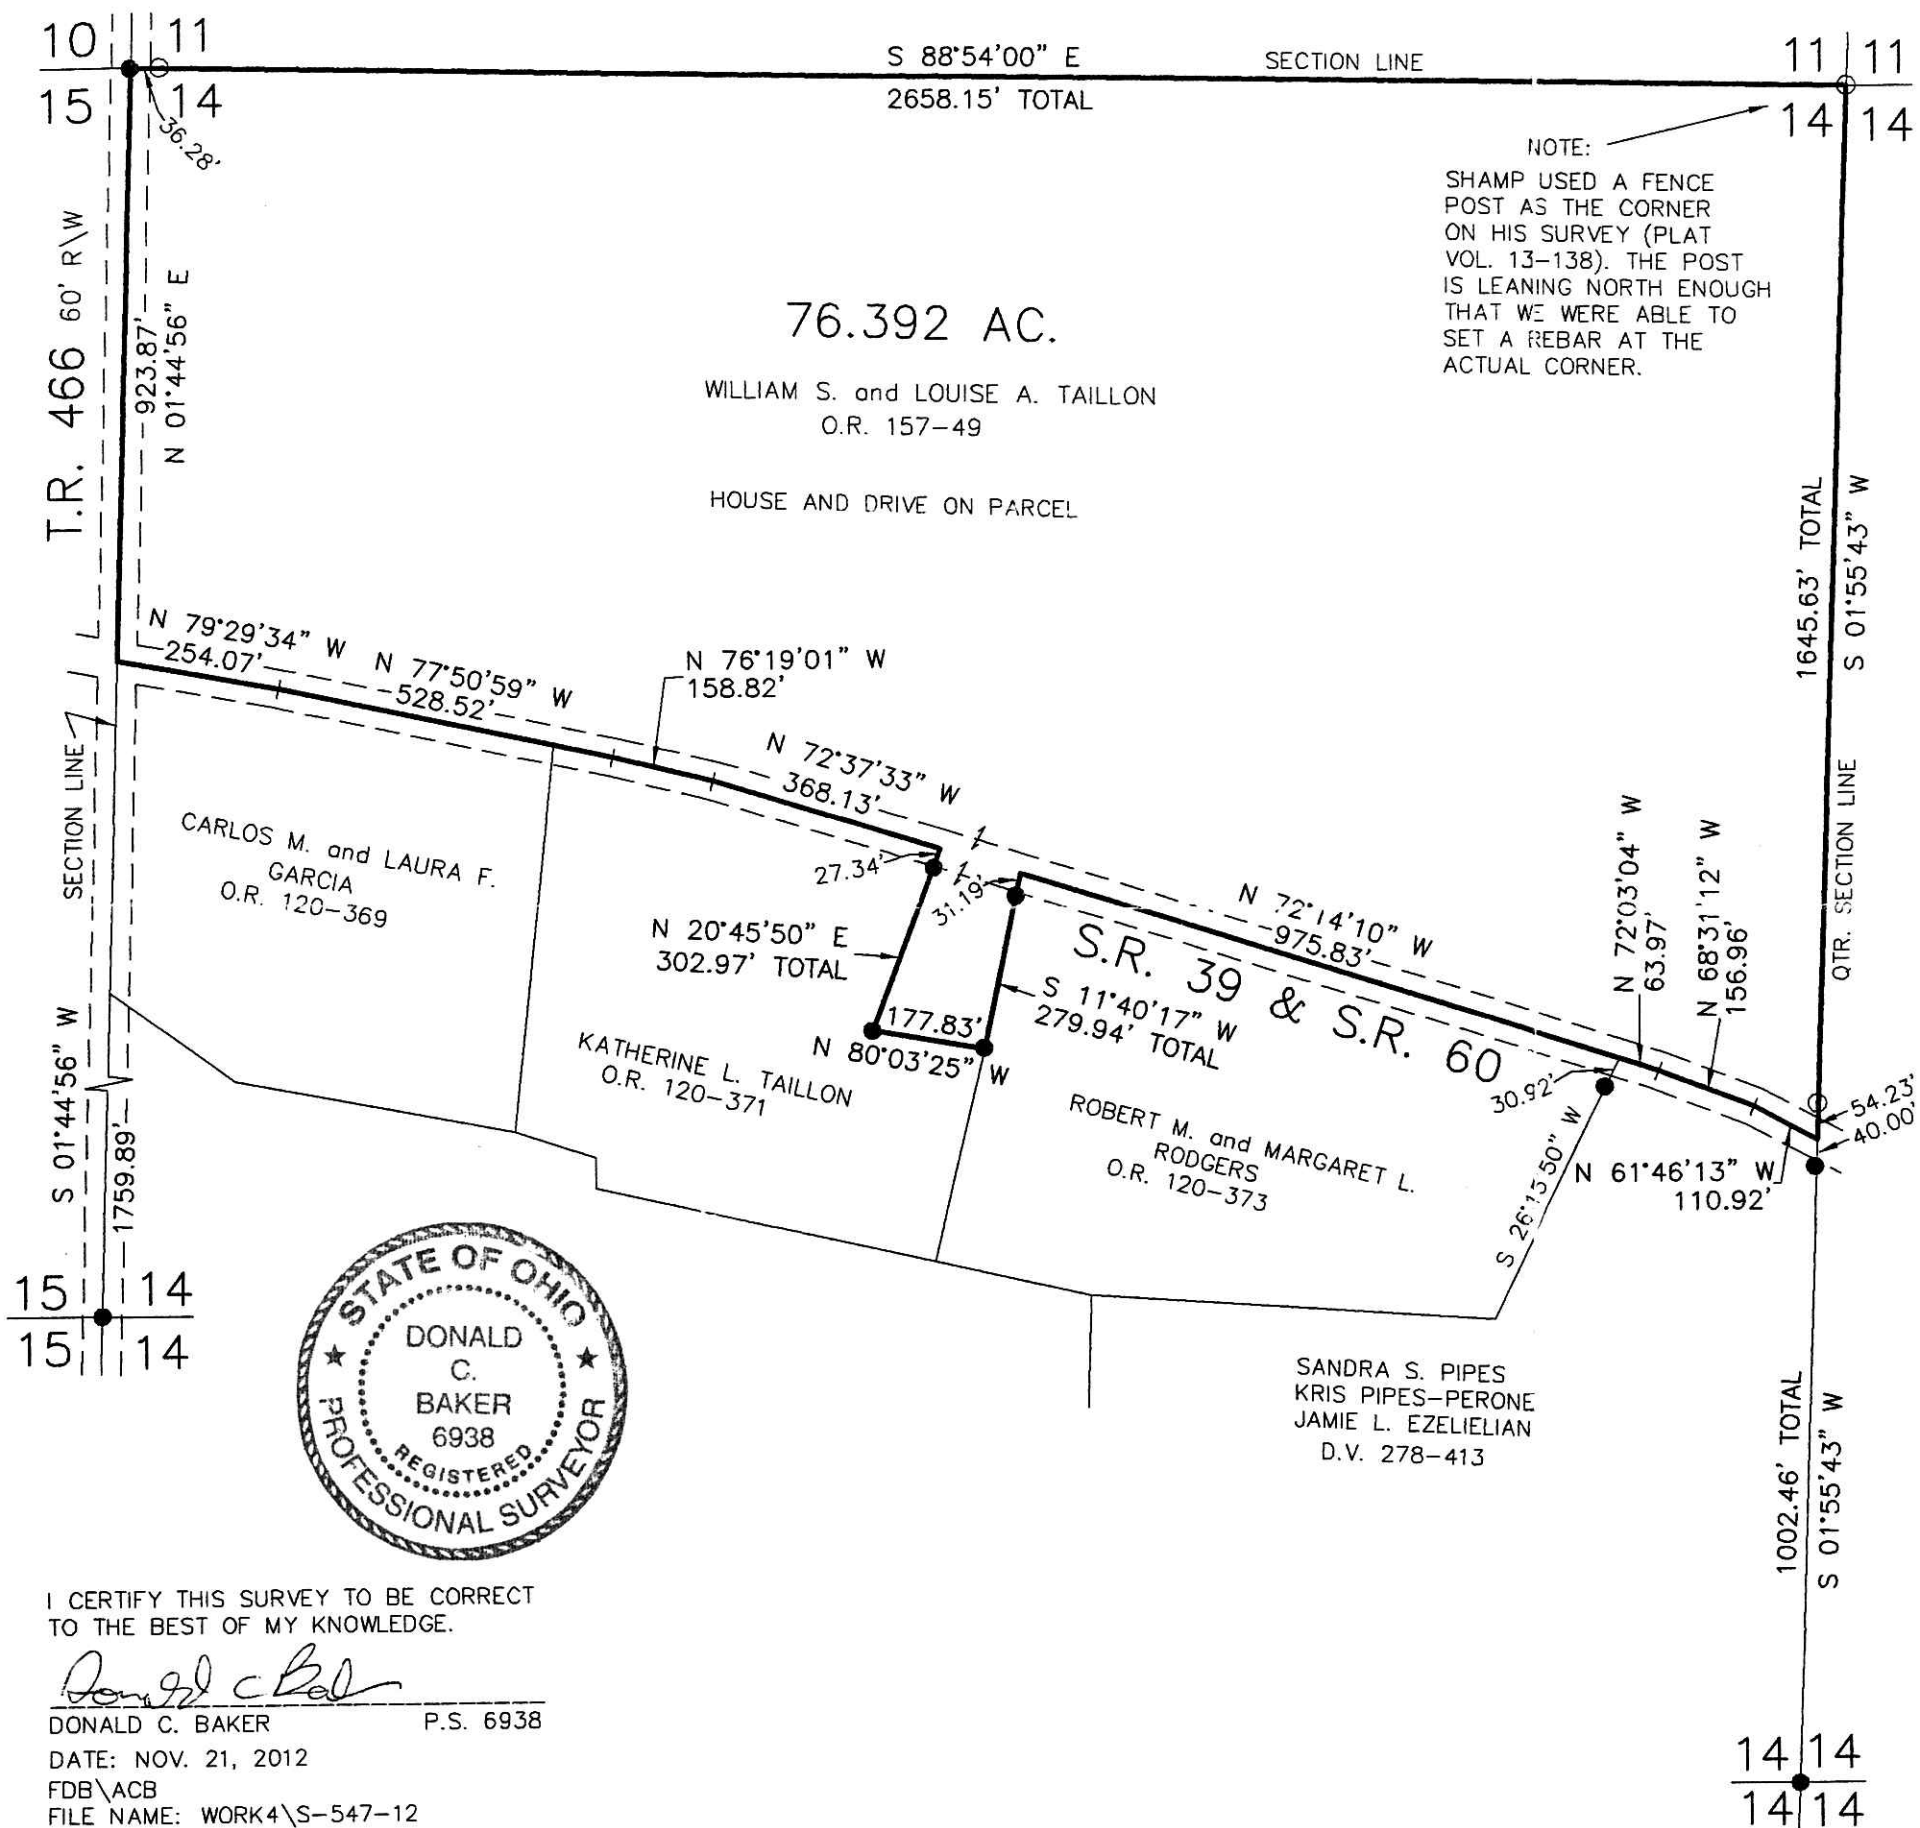 10 11
15 14
S 88°54'00" E
SECTION LINE
2658.15' TOTAL
11 11
14 14
36.28'
NOTE:
SHAMP USED A FENCE
POST AS THE CORNER
ON HIS SURVEY (PLAT
VOL. 13-138). THE POST
IS LEANING NORTH ENOUGH
THAT WE WERE ABLE TO
SET A REBAR AT THE
ACTUAL CORNER.
T.R. 466 60' R\W
923.87'
N 01°44'56" E
76.392 AC.
WILLIAM S. and LOUISE A. TAILLON
O.R. 157-49
HOUSE AND DRIVE ON PARCEL
1645.63' TOTAL
S 01°55'43" W
N 79°29'34" W
254.07'
N 77°50'59" W
528.52'
N 76°19'01" W
158.82'
N 72°37'33" W
368.13'
SECTION LINE
QTR. SECTION LINE
CARLOS M. and LAURA F.
GARCIA
O.R. 120-369
27.34'
31.19'
N 72°14'10" W
975.83'
N 72°03'04" W
63.97'
N 68°31'12" W
156.96'
N 20°45'50" E
302.97' TOTAL
S.R. 39 & S.R. 60
S 11°40'17" W
279.94' TOTAL
177.83'
N 80°03'25" W
KATHERINE L. TAILLON
O.R. 120-371
30.92'
54.23'
40.00'
ROBERT M. and MARGARET L.
RODGERS
O.R. 120-373
S 26°13'50" W
N 61°46'13" W
110.92'
S 01°44'56" W
1759.89'
15 14
15 14
STATE OF OHIO
DONALD
C.
BAKER
6938
REGISTERED
PROFESSIONAL SURVEYOR
SANDRA S. PIPES
KRIS PIPES-PERONE
JAMIE L. EZELIELIAN
D.V. 278-413
1002.46' TOTAL
S 01°55'43" W
I CERTIFY THIS SURVEY TO BE CORRECT
TO THE BEST OF MY KNOWLEDGE.
Donald C Bak
DONALD C. BAKER P.S. 6938
DATE: NOV. 21, 2012
FDB\ACB
FILE NAME: WORK4\S-547-12
14 14
14 14